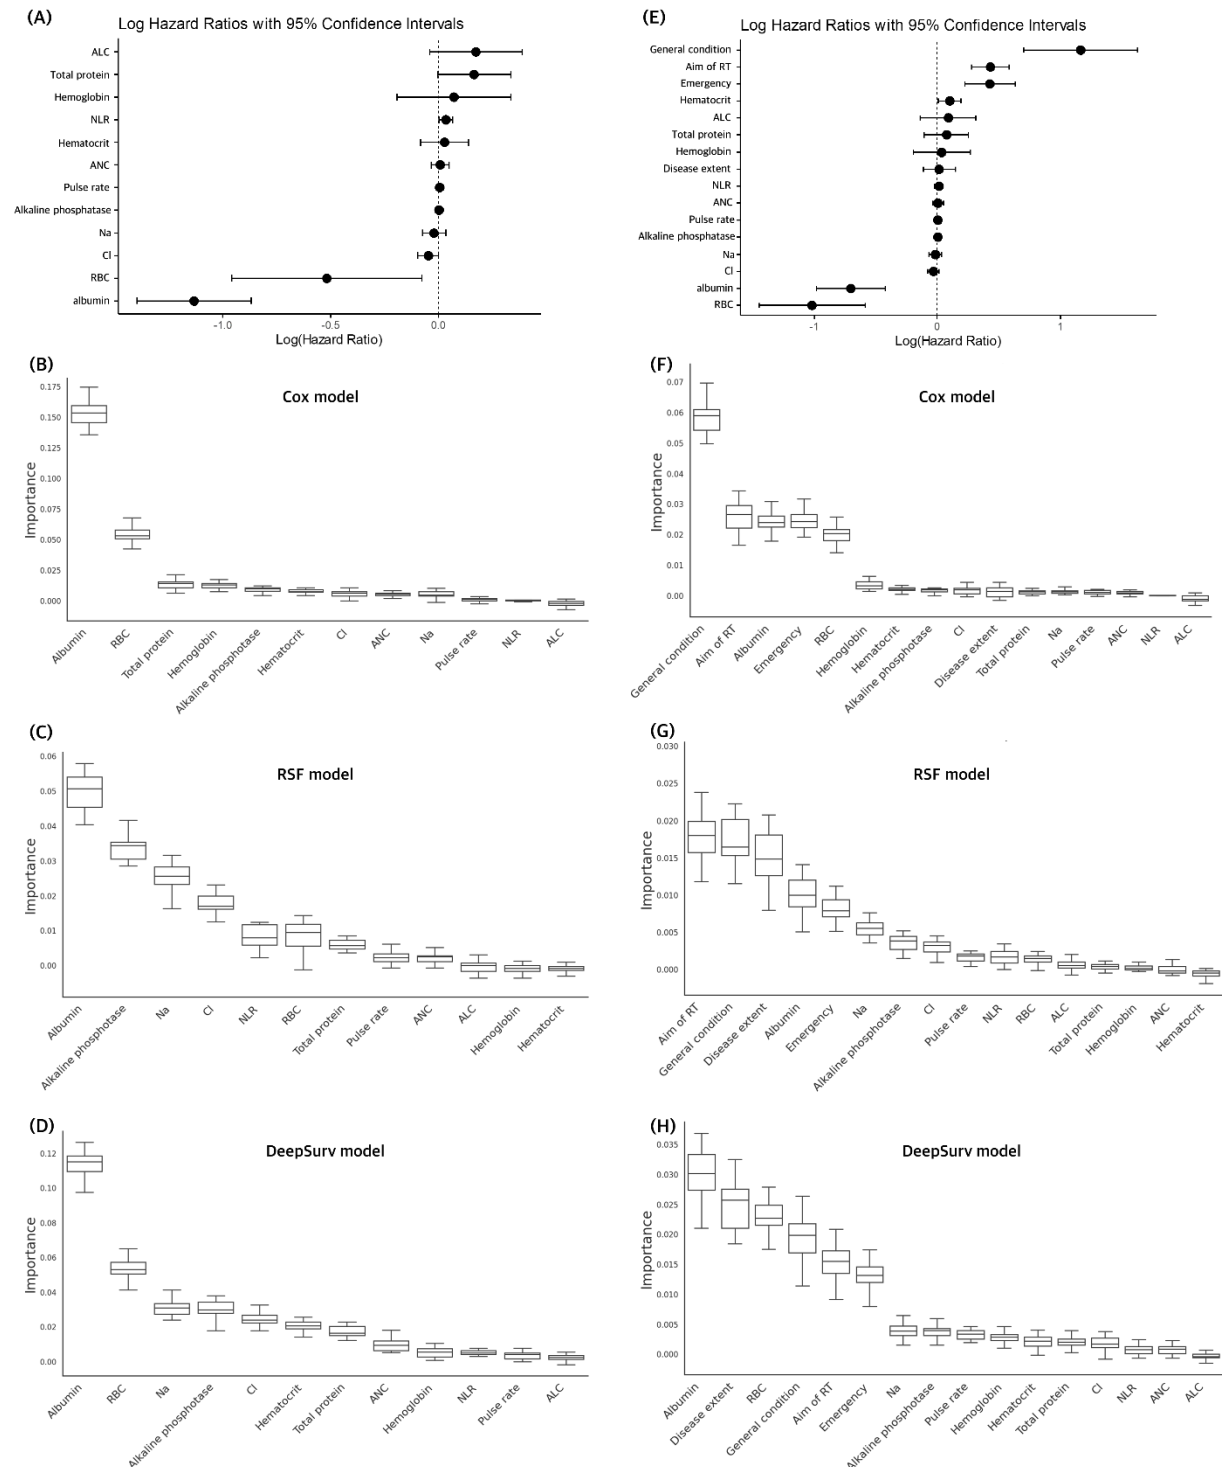 (A)
Log Hazard Ratios with 95% Confidence Intervals
ALC
Total protein
Hemoglobin
NLR
Hematocrit
ANC
Pulse rate
Alkaline phosphatase
Na
Cl
RBC
albumin
-1.0
-0.5
0.0
Log(Hazard Ratio)
(E)
Log Hazard Ratios with 95% Confidence Intervals
General condition
Aim of RT
Emergency
Hematocrit
ALC
Total protein
Hemoglobin
Disease extent
NLR
ANC
Pulse rate
Alkaline phosphatase
Na
Cl
albumin
RBC
-1
0
1
Log(Hazard Ratio)
(B)
Cox model
Importance
0.175
0.150
0.125
0.100
0.075
0.050
0.025
0.000
Albumin
RBC
Total protein
Hemoglobin
Alkaline phosphotase
Hematocrit
Cl
ANC
Na
Pulse rate
NLR
ALC
(F)
Cox model
Importance
0.07
0.06
0.05
0.04
0.03
0.02
0.01
0.00
General condition
Aim of RT
Albumin
Emergency
RBC
Hemoglobin
Hematocrit
Alkaline phosphotase
Cl
Disease extent
Total protein
Na
Pulse rate
ANC
NLR
ALC
(C)
RSF model
Importance
0.06
0.05
0.04
0.03
0.02
0.01
0.00
Albumin
Alkaline phosphotase
Na
Cl
NLR
RBC
Total protein
Pulse rate
ANC
ALC
Hemoglobin
Hematocrit
(G)
RSF model
Importance
0.030
0.025
0.020
0.015
0.010
0.005
0.000
Aim of RT
General condition
Disease extent
Albumin
Emergency
Na
Alkaline phosphotase
Cl
Pulse rate
NLR
RBC
ALC
Total protein
Hemoglobin
ANC
Hematocrit
(D)
DeepSurv model
Importance
0.12
0.10
0.08
0.06
0.04
0.02
0.00
Albumin
RBC
Na
Alkaline phosphotase
Cl
Hematocrit
Total protein
ANC
Hemoglobin
NLR
Pulse rate
ALC
(H)
DeepSurv model
Importance
0.035
0.030
0.025
0.020
0.015
0.010
0.005
0.000
Albumin
Disease extent
RBC
General condition
Aim of RT
Emergency
Na
Alkaline phosphotase
Pulse rate
Hemoglobin
Hematocrit
Total protein
Cl
NLR
ANC
ALC